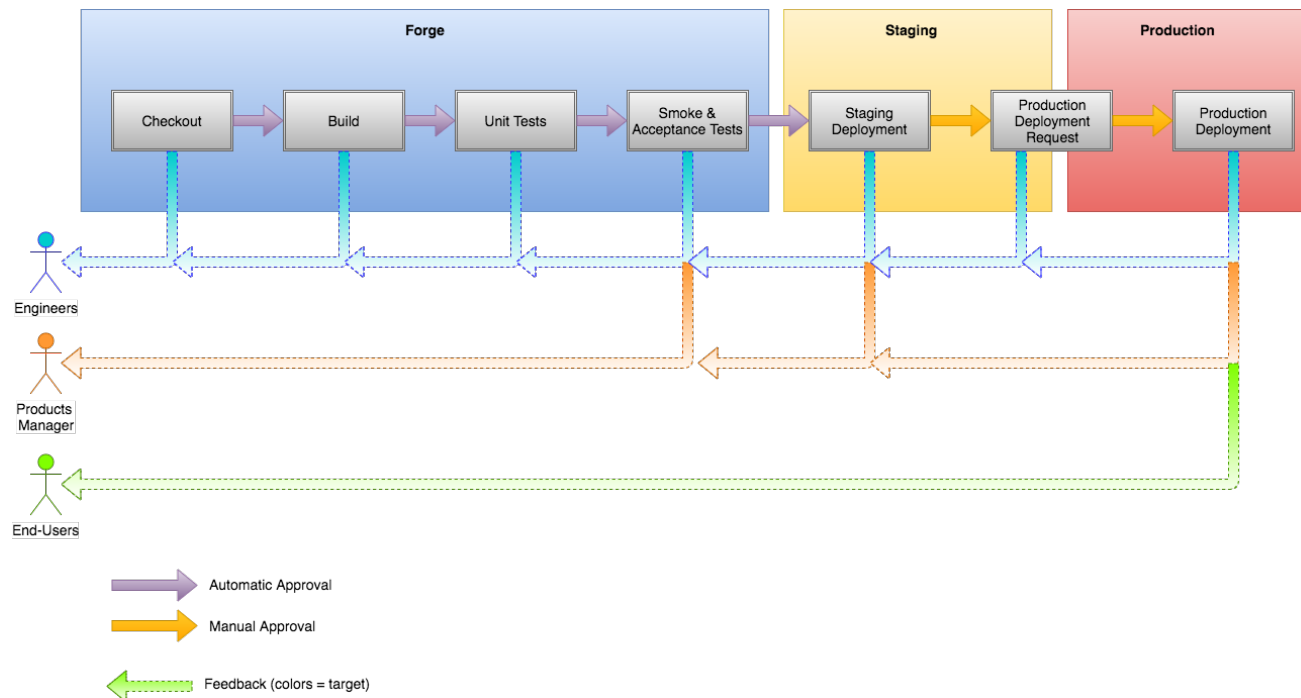 Forge
Staging
Production
Checkout
Build
Unit Tests
Smoke &
Acceptance Tests
Staging
Deployment
Production
Deployment
Request
Production
Deployment
Engineers
Products
Manager
End-Users
Automatic Approval
Manual Approval
Feedback (colors = target)